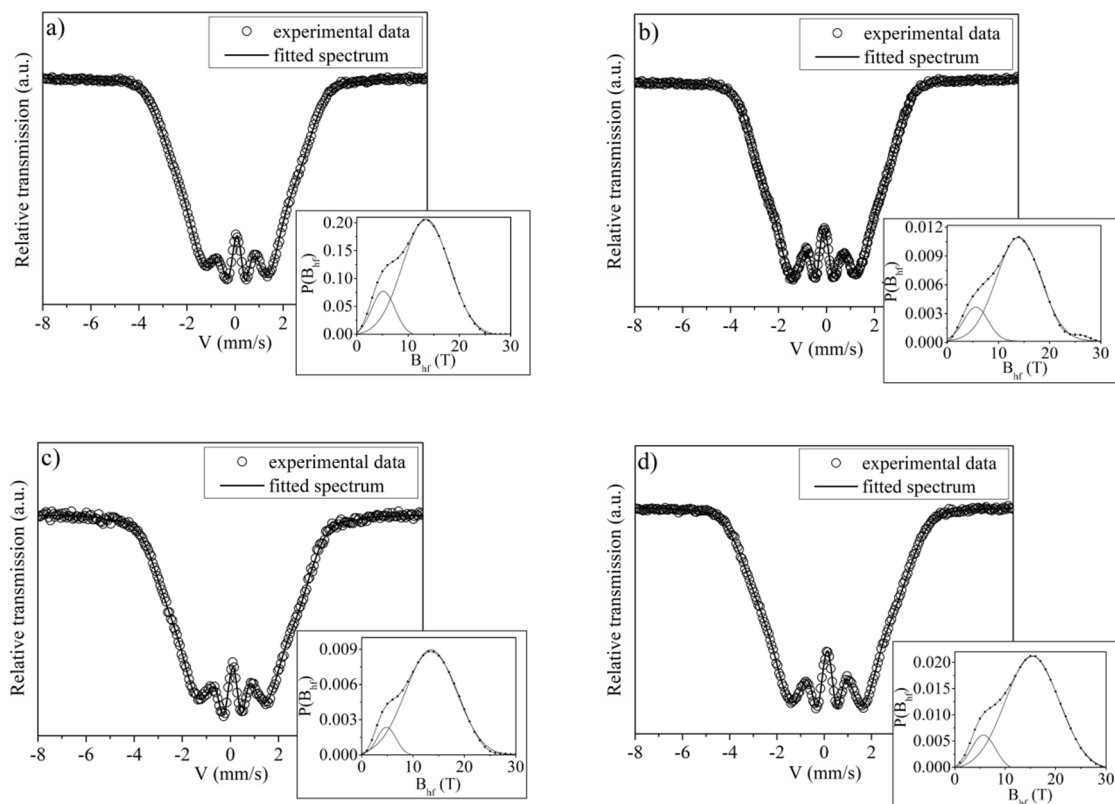 a)
experimental data
fitted spectrum
Relative transmission (a.u.)
-8 -6 -4 -2 0 2
V (mm/s)
0.20
0.15
0.10
0.05
0.00
P(B_hf)
0 10 20 30
B_hf (T)
b)
experimental data
fitted spectrum
Relative transmission (a.u.)
-8 -6 -4 -2 0 2
V (mm/s)
0.012
0.009
0.006
0.003
0.000
P(B_hf)
0 10 20 30
B_hf (T)
c)
experimental data
fitted spectrum
Relative transmission (a.u.)
-8 -6 -4 -2 0 2
V (mm/s)
0.009
0.006
0.003
0.000
P(B_hf)
0 10 20 30
B_hf (T)
d)
experimental data
fitted spectrum
Relative transmission (a.u.)
-8 -6 -4 -2 0 2
V (mm/s)
0.020
0.015
0.010
0.005
0.000
P(B_hf)
0 10 20 30
B_hf (T)